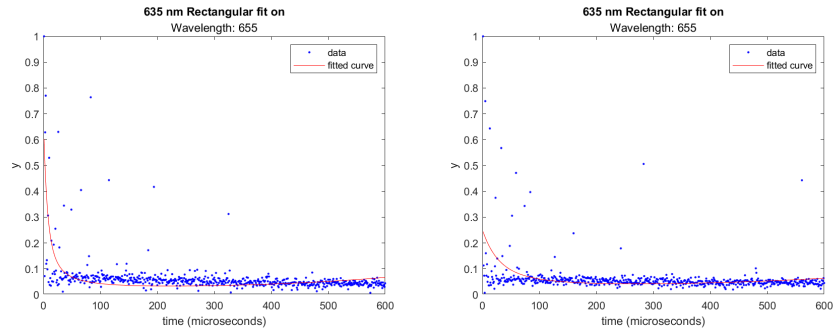 635 nm Rectangular fit on
Wavelength: 655
1
0.9
0.8
0.7
0.6
0.5
0.4
0.3
0.2
0.1
0
y
data
fitted curve
0 100 200 300 400 500 600
time (microseconds)
635 nm Rectangular fit on
Wavelength: 655
1
0.9
0.8
0.7
0.6
0.5
0.4
0.3
0.2
0.1
0
y
data
fitted curve
0 100 200 300 400 500 600
time (microseconds)